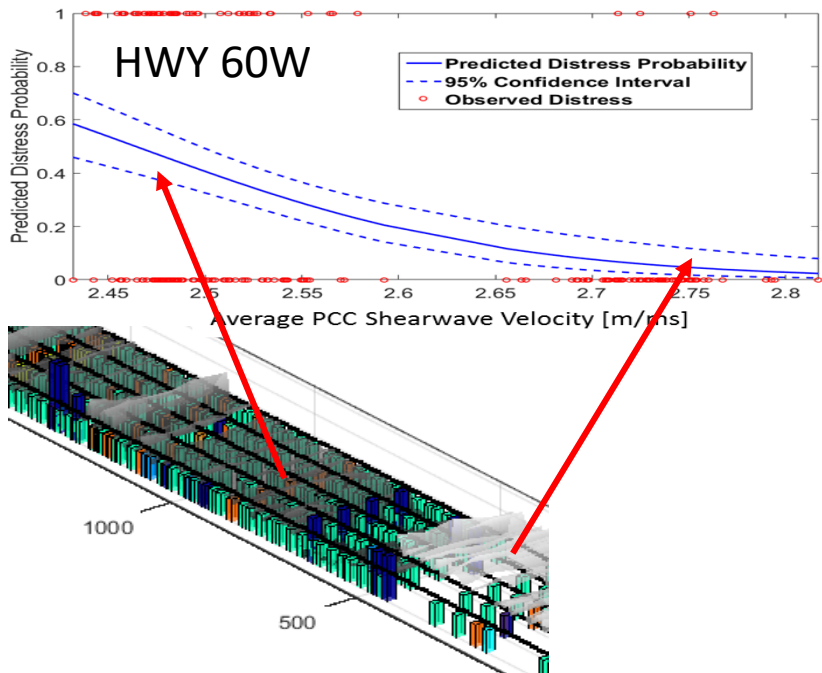 1
0.8
0.6
0.4
0.2
0
Predicted Distress Probability
HWY 60W
Predicted Distress Probability
95% Confidence Interval
Observed Distress
2.45
2.5
2.55
2.6
2.65
2.7
2.75
2.8
Average PCC Shearwave Velocity [m/ms]
1000
500